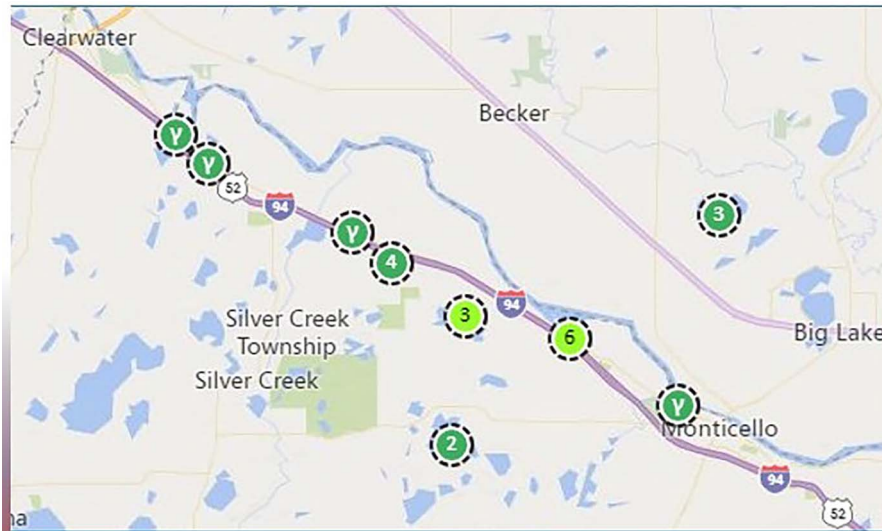 Clearwater
Becker
γ
γ
52
94
3
γ
4
94
3
Silver Creek
Township
6
Big Lake
Silver Creek
γ
Monticello
2
94
52
na